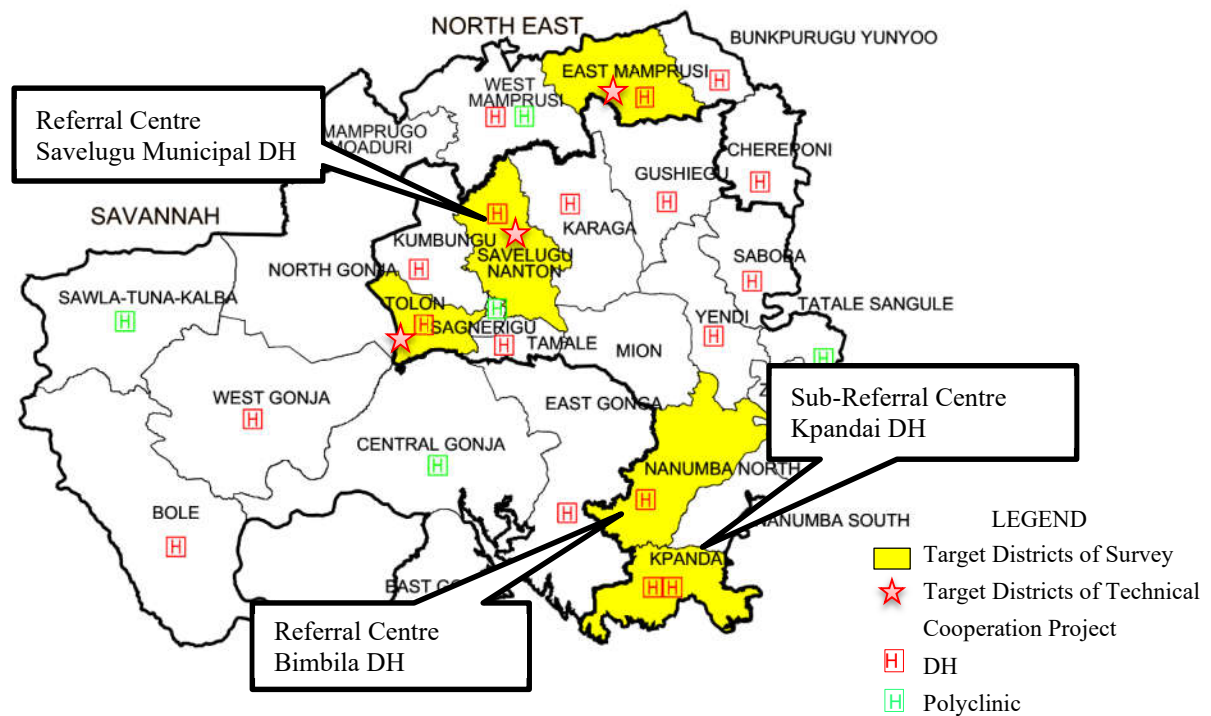 NORTH EAST
BUNKPURUGU YUNYOO
EAST MAMPRUSI
WEST
MAMPRUSI
Referral Centre
Savelugu Municipal DH
MAMPRUGO
MOADURI
CHEREPONI
GUSHIEGU
SAVANNAH
KARAGA
KUMBUNGU
SAVELUGU
NANTON
SABOBA
NORTH GONJA
SAWLA-TUNA-KALBA
TOLON
TATALE SANGULE
SAGNERIGU
YENDI
TAMALE
MION
Z
WEST GONJA
EAST GONGA
Sub-Referral Centre
Kpandai DH
CENTRAL GONJA
NANUMBA NORTH
BOLE
NANUMBA SOUTH
LEGEND
KPANDAI
Target Districts of Survey
EAST GO
Target Districts of Technical
Cooperation Project
Referral Centre
Bimbila DH
H DH
H Polyclinic